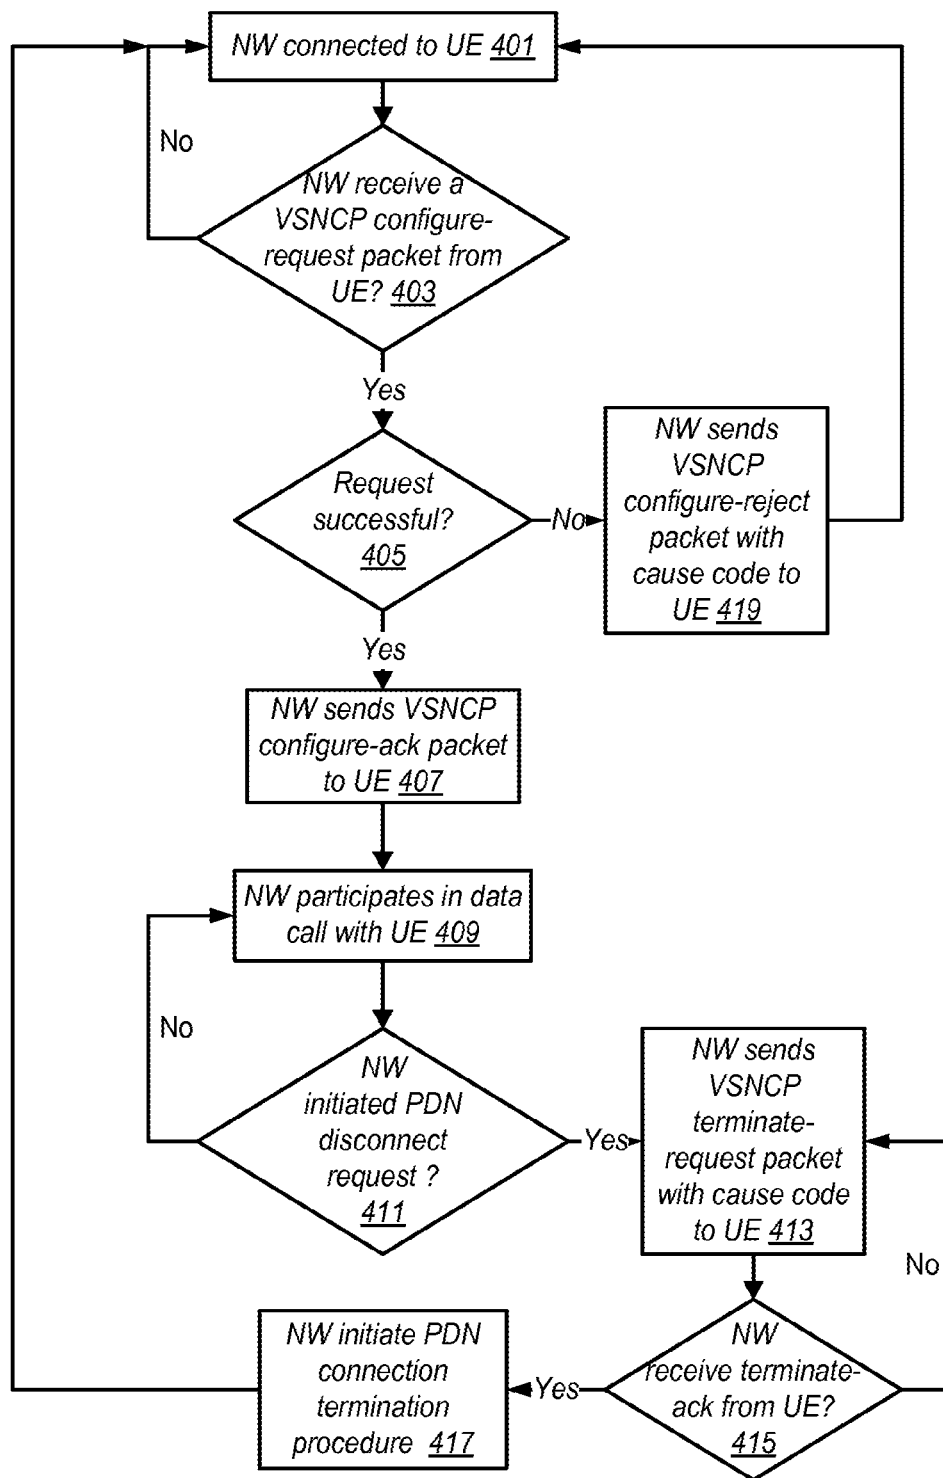 NW connected to UE 401
No
NW receive a
VSNCP configure-
request packet from
UE? 403
Yes
Request
successful?
405
No
NW sends
VSNCP
configure-reject
packet with
cause code to
UE 419
Yes
NW sends VSNCP
configure-ack packet
to UE 407
NW participates in data
call with UE 409
No
NW
initiated PDN
disconnect
request ?
411
Yes
NW sends
VSNCP
terminate-
request packet
with cause code
to UE 413
No
NW
receive terminate-
ack from UE?
415
Yes
NW initiate PDN
connection
termination
procedure 417